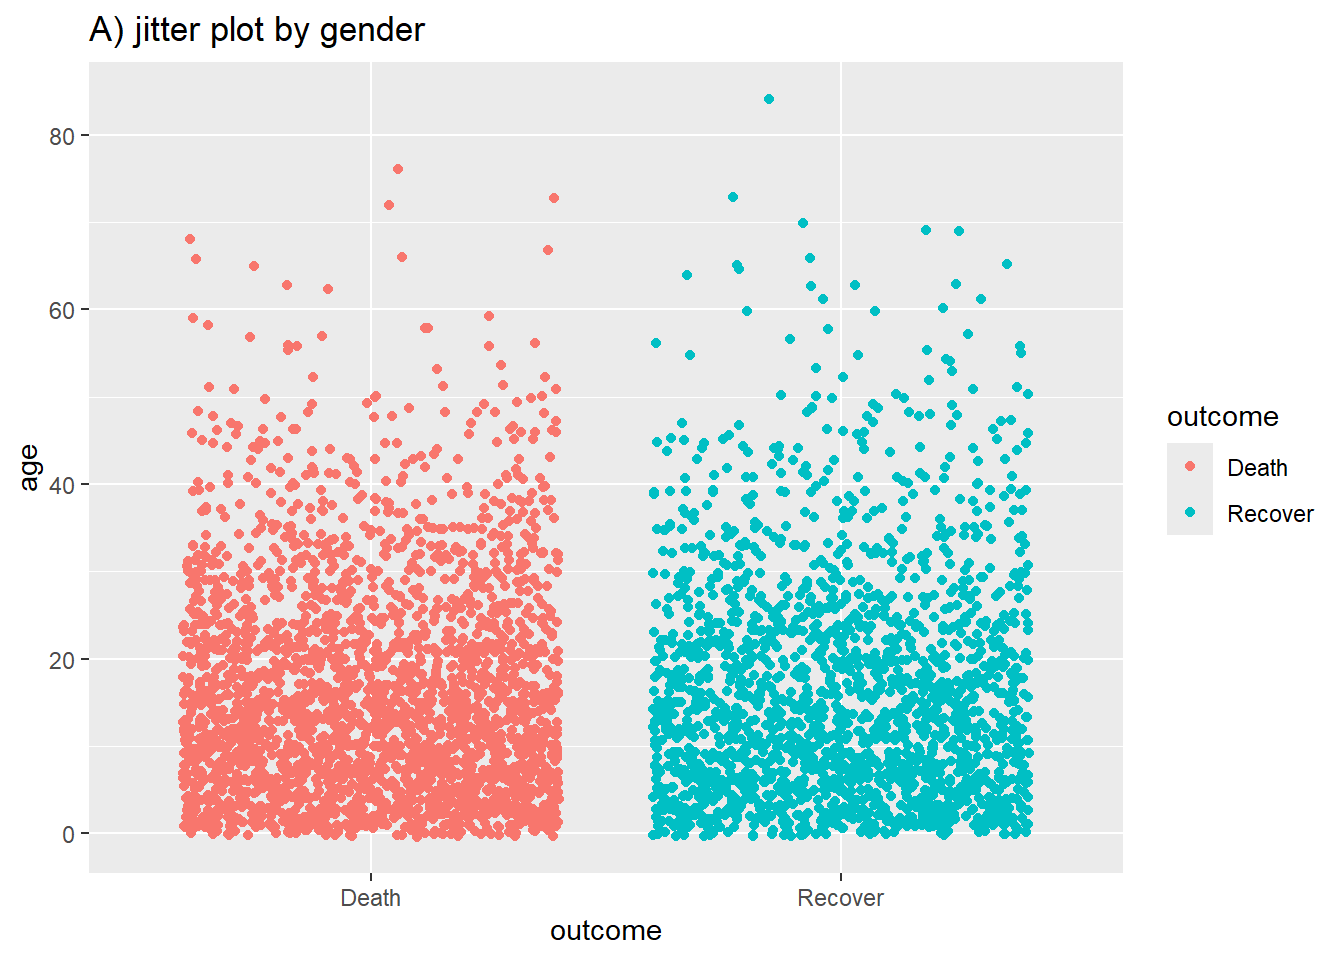 A) jitter plot by gender
80
60
40
20
0
age
Death
Recover
outcome
outcome
Death
Recover